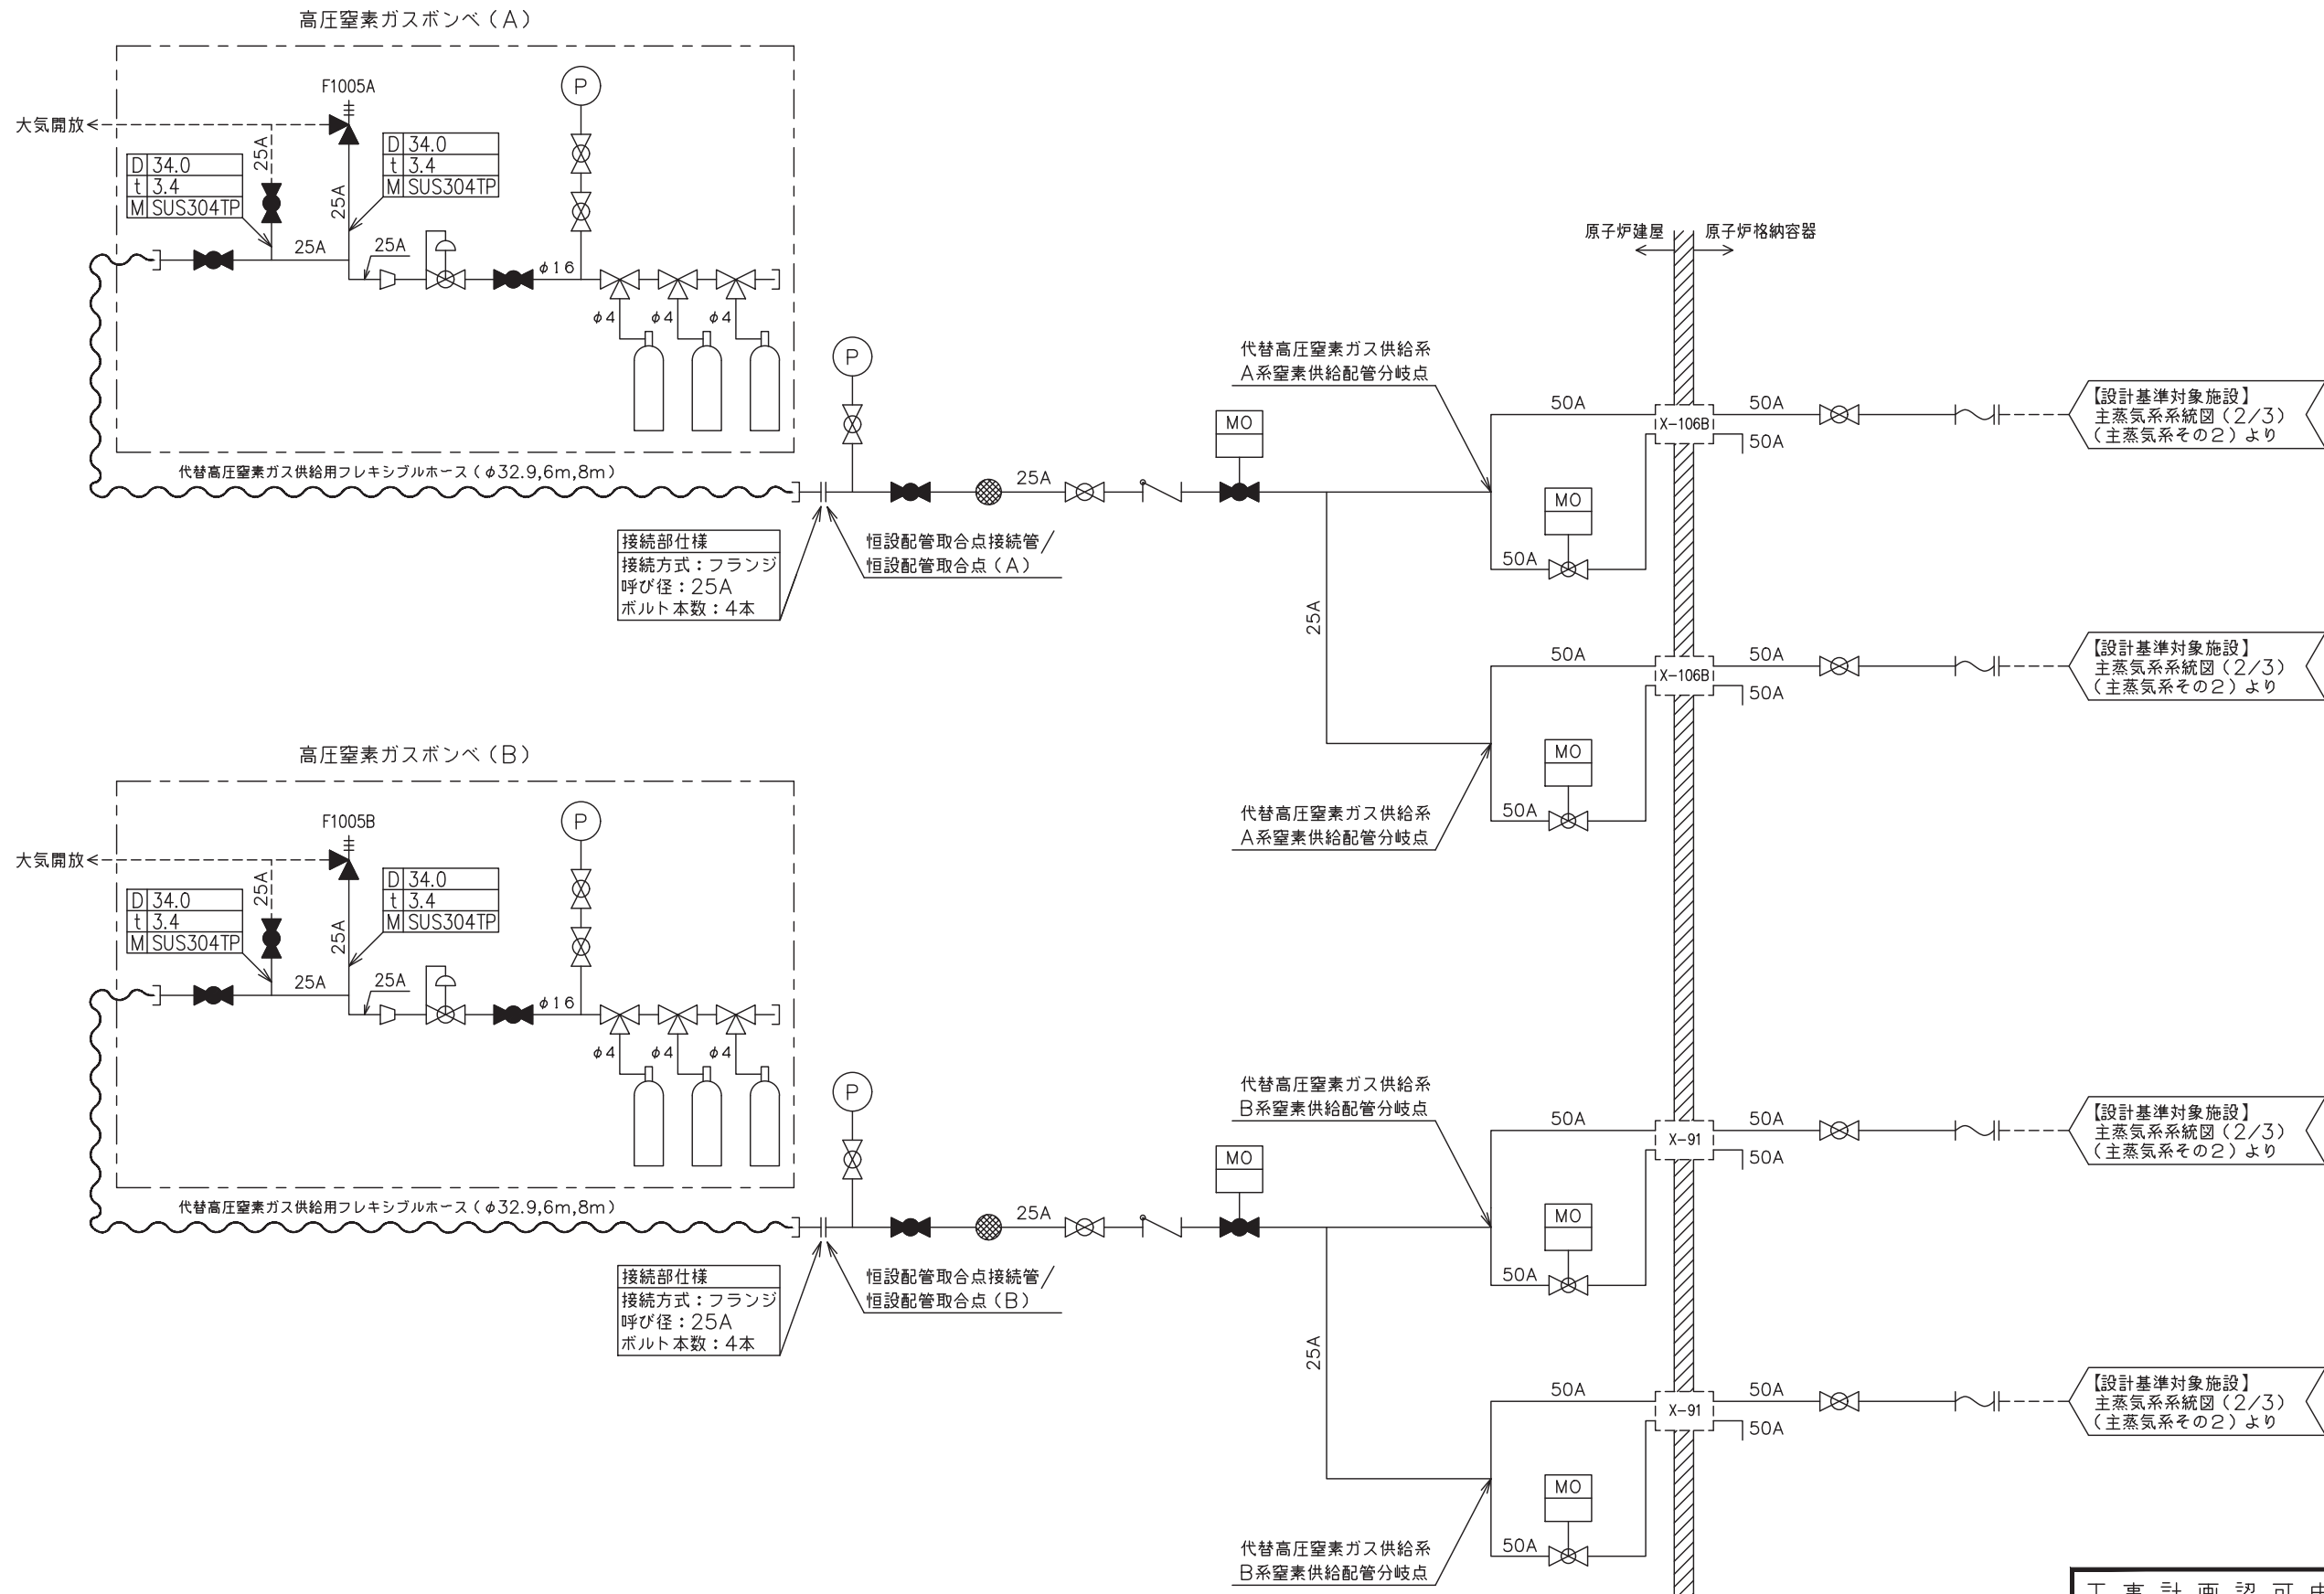 高圧窒素ガスボンベ（A）
F1005A
P
大気開放
25A
D 34.0
t 3.4
M SUS304TP
D 34.0
t 3.4
M SUS304TP
25A
25A
25A
φ16
φ4
φ4
φ4
代替高圧窒素ガス供給用フレキシブルホース（φ32.9,6m,8m）
P
接続部仕様
接続方式：フランジ
呼び径：25A
ボルト本数：4本
恒設配管取合点接続管／
恒設配管取合点（A）
25A
MO
代替高圧窒素ガス供給系
A系窒素供給配管分岐点
原子炉建屋
原子炉格納容器
50A
X-106B
50A
50A
MO
50A
【設計基準対象施設】
主蒸気系系統図（2／3）
（主蒸気系その2）より
25A
50A
X-106B
50A
50A
MO
50A
【設計基準対象施設】
主蒸気系系統図（2／3）
（主蒸気系その2）より
代替高圧窒素ガス供給系
A系窒素供給配管分岐点
高圧窒素ガスボンベ（B）
F1005B
P
大気開放
25A
D 34.0
t 3.4
M SUS304TP
D 34.0
t 3.4
M SUS304TP
25A
25A
25A
φ16
φ4
φ4
φ4
代替高圧窒素ガス供給用フレキシブルホース（φ32.9,6m,8m）
P
接続部仕様
接続方式：フランジ
呼び径：25A
ボルト本数：4本
恒設配管取合点接続管／
恒設配管取合点（B）
25A
MO
代替高圧窒素ガス供給系
B系窒素供給配管分岐点
50A
X-91
50A
50A
MO
50A
【設計基準対象施設】
主蒸気系系統図（2／3）
（主蒸気系その2）より
25A
50A
X-91
50A
50A
MO
50A
【設計基準対象施設】
主蒸気系系統図（2／3）
（主蒸気系その2）より
代替高圧窒素ガス供給系
B系窒素供給配管分岐点
工事計画認可